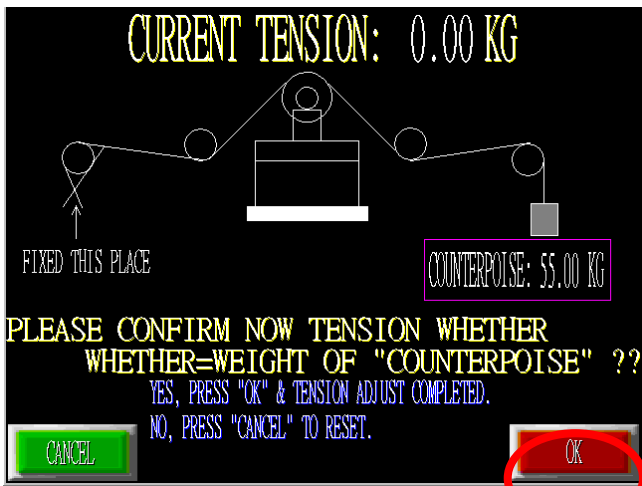 CURRENT TENSION: 0.00 KG
FIXED THIS PLACE
COUNTERPOISE: 55.00 KG
PLEASE CONFIRM NOW TENSION WHETHER
WHETHER=WEIGHT OF "COUNTERPOISE" ??
YES, PRESS "OK" & TENSION ADJUST COMPLETED.
NO, PRESS "CANCEL" TO RESET.
CANCEL
OK